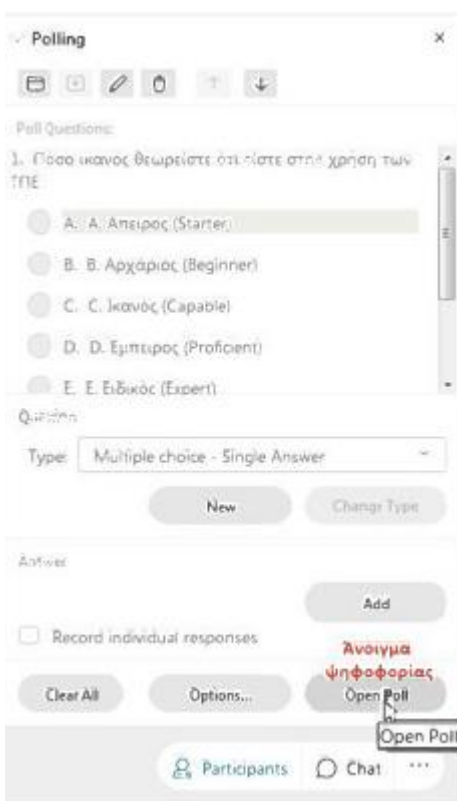 Polling
Poll Questions:
1. Πόσο ικανος θεωρείστε ότι είστε στην χρήση των
ΤΠΕ
A. A. Απειρος (Starter)
B. B. Αρχάριος (Beginner)
C. C. Ικανός (Capable)
D. D. Εμπειρος (Proficient)
E. E. Ειδικός (Expert)
Question
Type: Multiple choice - Single Answer
New Change Type
Answer
Add
Record individual responses
Άνοιγμα
ψηφοφορίας
Clear All Options... Open Poll
Open Poll
Participants Chat ...